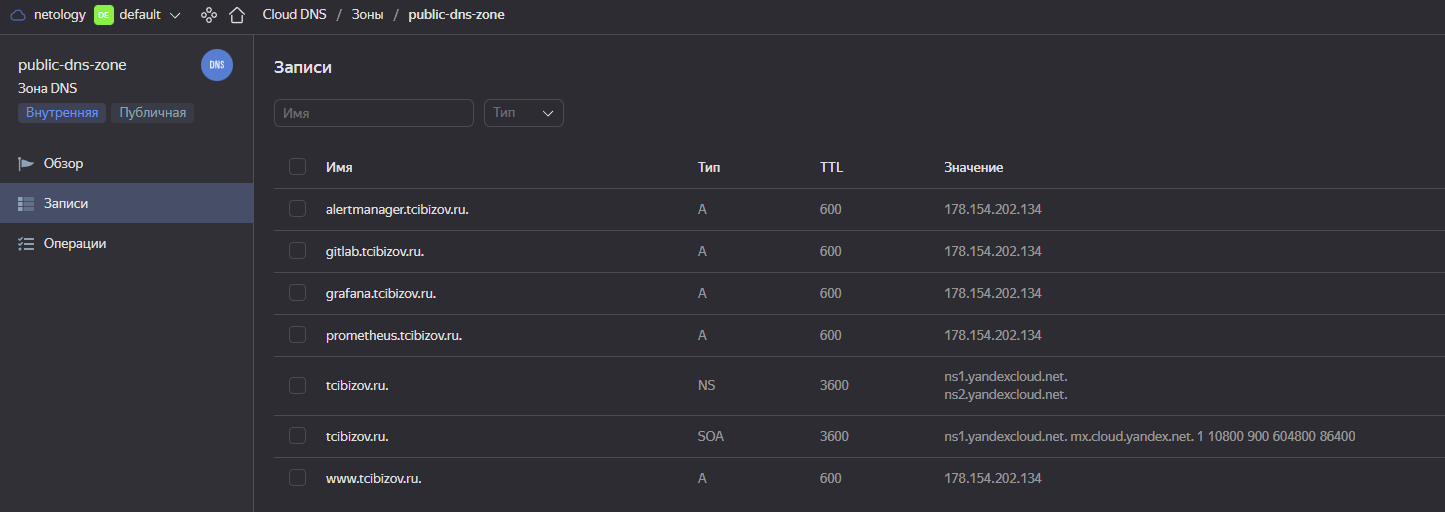 netology DE default Cloud DNS / Зоны / public-dns-zone
public-dns-zone DNS
Зона DNS
Внутренняя Публичная
Обзор
Записи
Операции
Записи
Имя Тип
Имя Тип TTL Значение
alertmanager.tcibizov.ru. A 600 178.154.202.134
gitlab.tcibizov.ru. A 600 178.154.202.134
grafana.tcibizov.ru. A 600 178.154.202.134
prometheus.tcibizov.ru. A 600 178.154.202.134
tcibizov.ru. NS 3600 ns1.yandexcloud.net.
ns2.yandexcloud.net.
tcibizov.ru. SOA 3600 ns1.yandexcloud.net. mx.cloud.yandex.net. 1 10800 900 604800 86400
www.tcibizov.ru. A 600 178.154.202.134